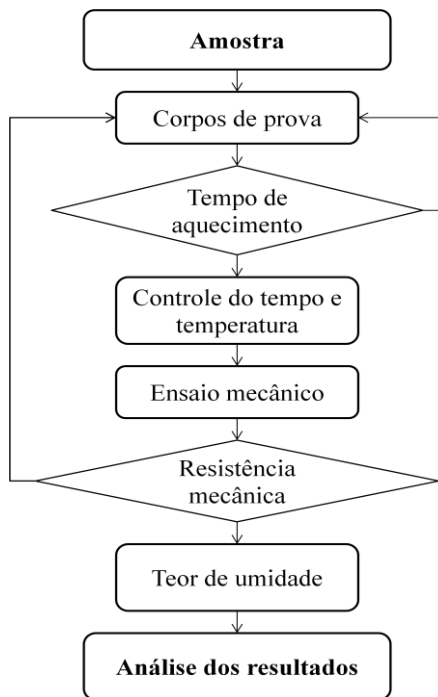 Amostra
Corpos de prova
Tempo de
aquecimento
Controle do tempo e
temperatura
Ensaio mecânico
Resistência
mecânica
Teor de umidade
Análise dos resultados